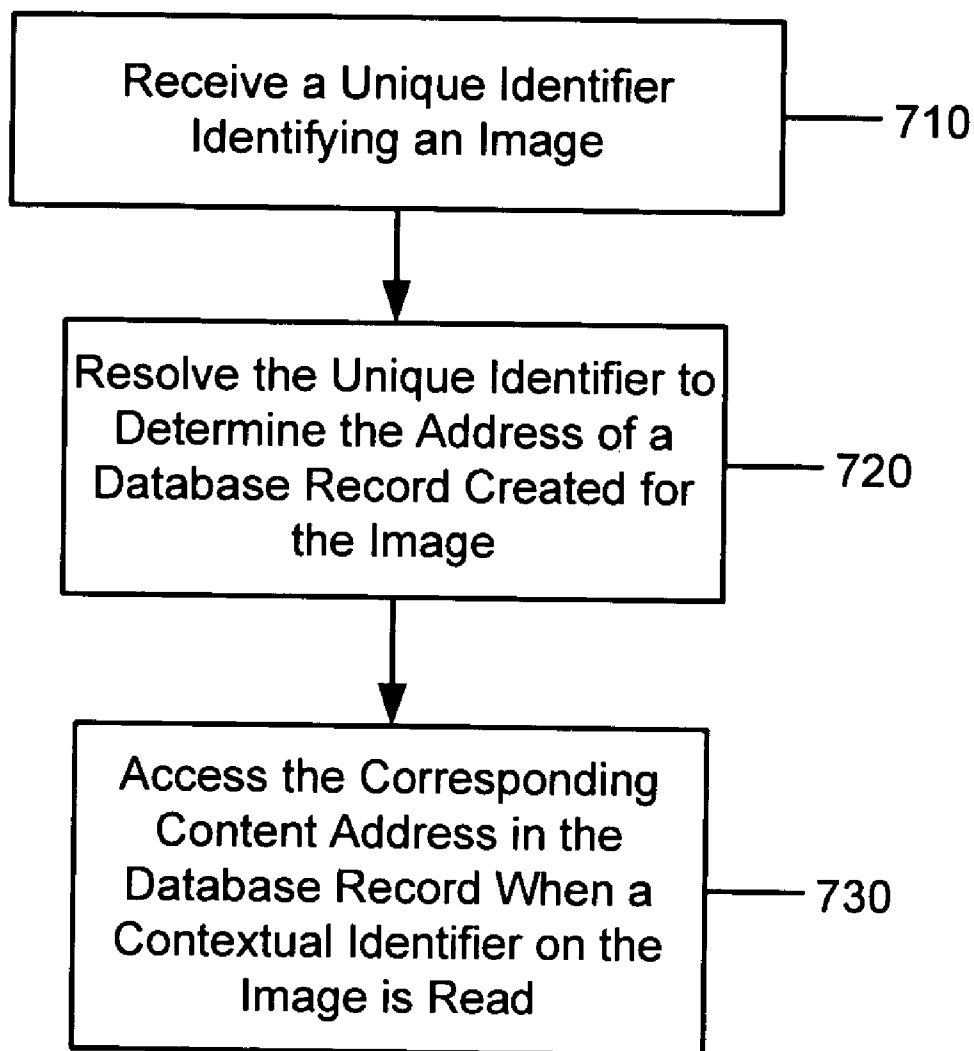 Receive a Unique Identifier
Identifying an Image
710
Resolve the Unique Identifier to
Determine the Address of a
Database Record Created for
the Image
720
Access the Corresponding
Content Address in the
Database Record When a
Contextual Identifier on the
Image is Read
730